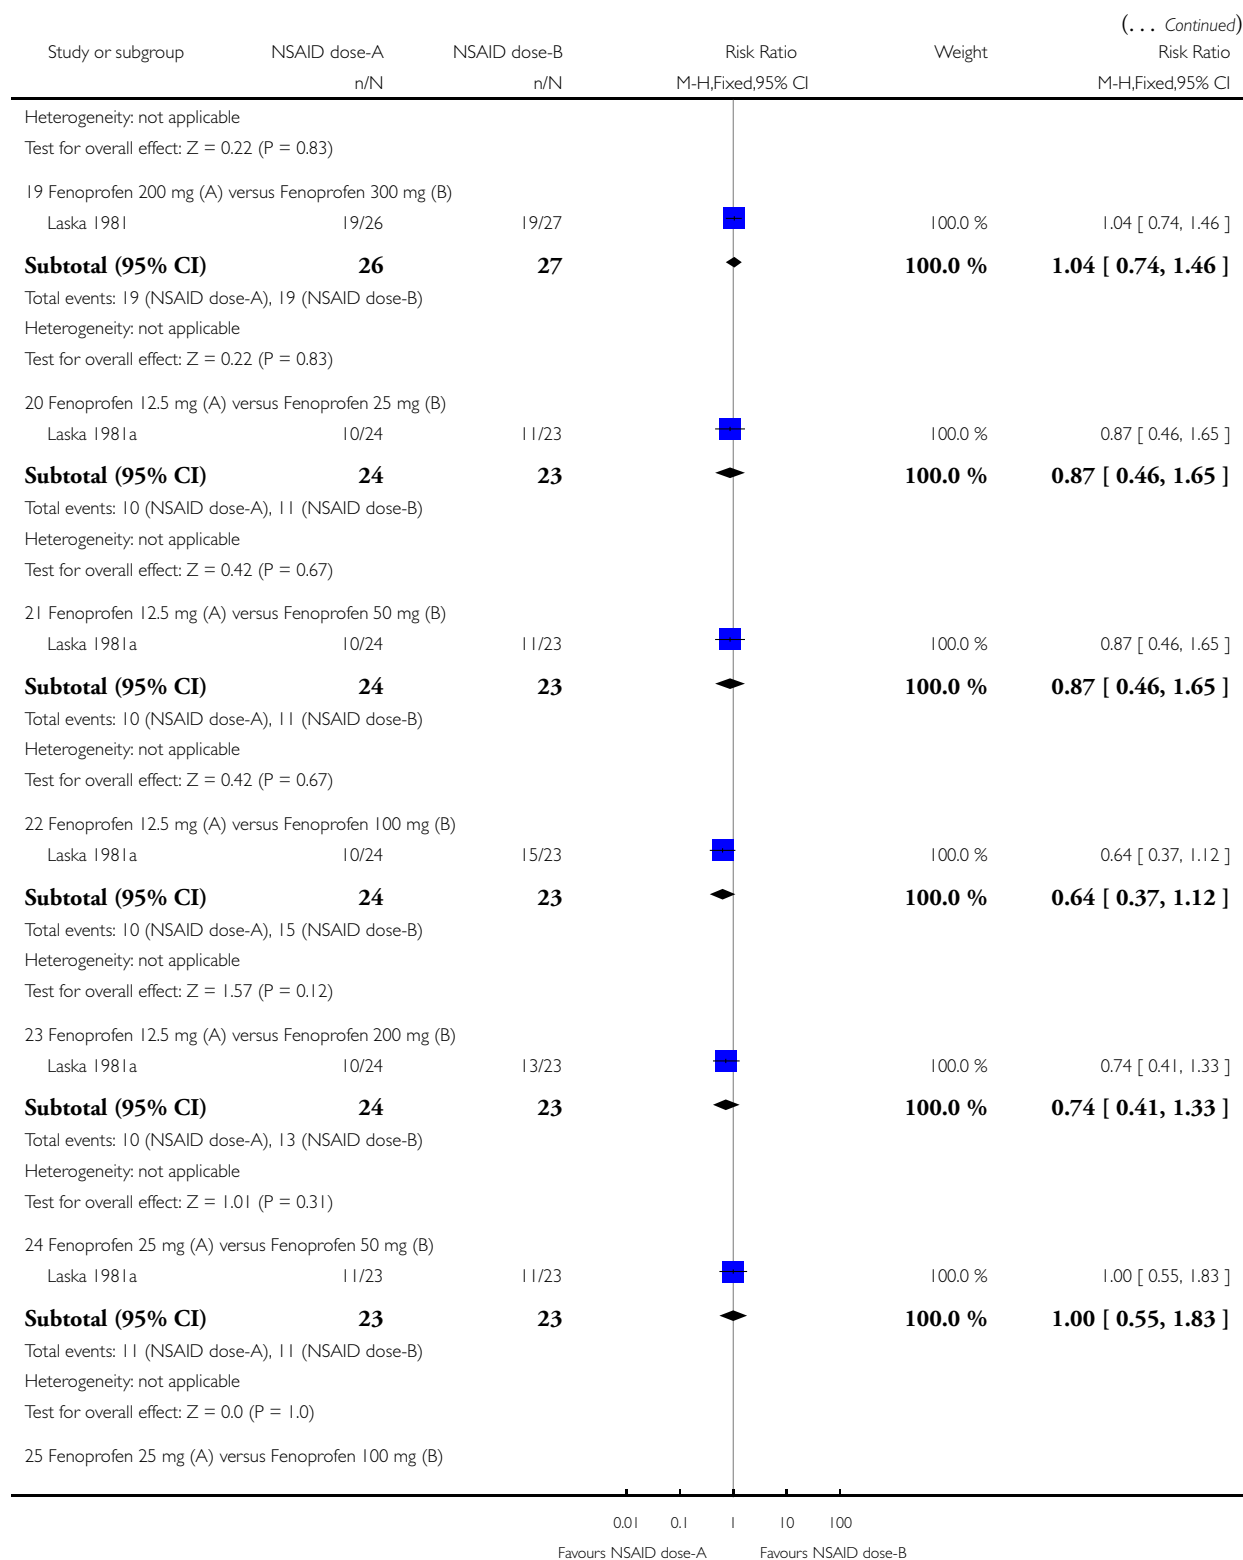 (... Continued)
Study or subgroup NSAID dose-A NSAID dose-B Risk Ratio Weight Risk Ratio
n/N n/N M-H,Fixed,95% CI M-H,Fixed,95% CI
Heterogeneity: not applicable
Test for overall effect: Z = 0.22 (P = 0.83)
19 Fenoprofen 200 mg (A) versus Fenoprofen 300 mg (B)
Laska 1981 19/26 19/27 100.0 % 1.04 [ 0.74, 1.46 ]
Subtotal (95% CI) 26 27 100.0 % 1.04 [ 0.74, 1.46 ]
Total events: 19 (NSAID dose-A), 19 (NSAID dose-B)
Heterogeneity: not applicable
Test for overall effect: Z = 0.22 (P = 0.83)
20 Fenoprofen 12.5 mg (A) versus Fenoprofen 25 mg (B)
Laska 1981a 10/24 11/23 100.0 % 0.87 [ 0.46, 1.65 ]
Subtotal (95% CI) 24 23 100.0 % 0.87 [ 0.46, 1.65 ]
Total events: 10 (NSAID dose-A), 11 (NSAID dose-B)
Heterogeneity: not applicable
Test for overall effect: Z = 0.42 (P = 0.67)
21 Fenoprofen 12.5 mg (A) versus Fenoprofen 50 mg (B)
Laska 1981a 10/24 11/23 100.0 % 0.87 [ 0.46, 1.65 ]
Subtotal (95% CI) 24 23 100.0 % 0.87 [ 0.46, 1.65 ]
Total events: 10 (NSAID dose-A), 11 (NSAID dose-B)
Heterogeneity: not applicable
Test for overall effect: Z = 0.42 (P = 0.67)
22 Fenoprofen 12.5 mg (A) versus Fenoprofen 100 mg (B)
Laska 1981a 10/24 15/23 100.0 % 0.64 [ 0.37, 1.12 ]
Subtotal (95% CI) 24 23 100.0 % 0.64 [ 0.37, 1.12 ]
Total events: 10 (NSAID dose-A), 15 (NSAID dose-B)
Heterogeneity: not applicable
Test for overall effect: Z = 1.57 (P = 0.12)
23 Fenoprofen 12.5 mg (A) versus Fenoprofen 200 mg (B)
Laska 1981a 10/24 13/23 100.0 % 0.74 [ 0.41, 1.33 ]
Subtotal (95% CI) 24 23 100.0 % 0.74 [ 0.41, 1.33 ]
Total events: 10 (NSAID dose-A), 13 (NSAID dose-B)
Heterogeneity: not applicable
Test for overall effect: Z = 1.01 (P = 0.31)
24 Fenoprofen 25 mg (A) versus Fenoprofen 50 mg (B)
Laska 1981a 11/23 11/23 100.0 % 1.00 [ 0.55, 1.83 ]
Subtotal (95% CI) 23 23 100.0 % 1.00 [ 0.55, 1.83 ]
Total events: 11 (NSAID dose-A), 11 (NSAID dose-B)
Heterogeneity: not applicable
Test for overall effect: Z = 0.0 (P = 1.0)
25 Fenoprofen 25 mg (A) versus Fenoprofen 100 mg (B)
0.01 0.1 1 10 100
Favours NSAID dose-A Favours NSAID dose-B